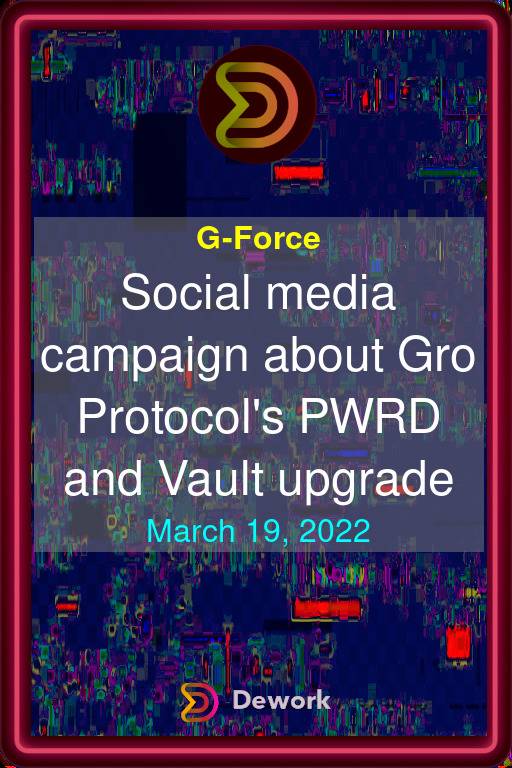 G-Force
Social media
campaign about Gro
Protocol's PWRD
and Vault upgrade
March 19, 2022
Dework